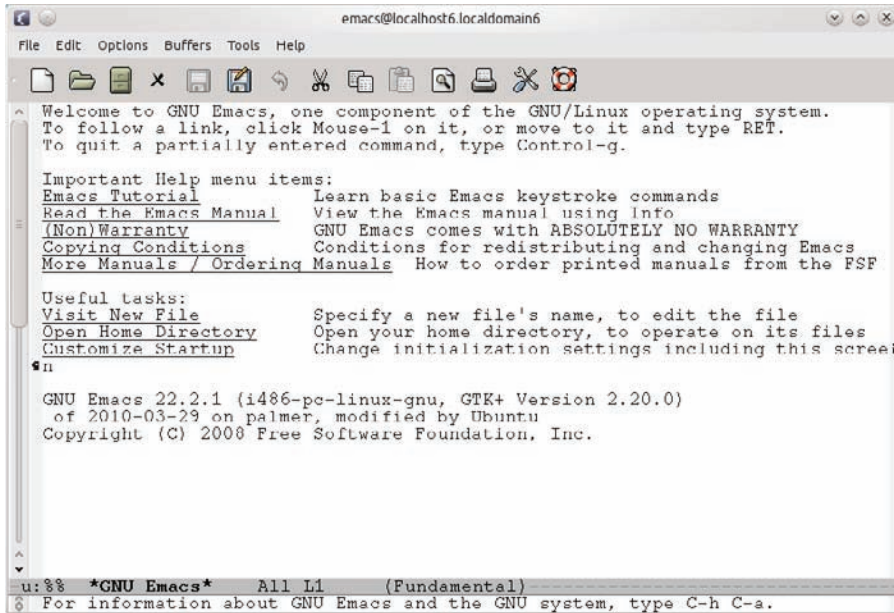 emacs@localhost6.localdomain6
File Edit Options Buffers Tools Help
Welcome to GNU Emacs, one component of the GNU/Linux operating system.
To follow a link, click Mouse-1 on it, or move to it and type RET.
To quit a partially entered command, type Control-g.
Important Help menu items:
Emacs Tutorial Learn basic Emacs keystroke commands
Read the Emacs Manual View the Emacs manual using Info
(Non)Warranty GNU Emacs comes with ABSOLUTELY NO WARRANTY
Copying Conditions Conditions for redistributing and changing Emacs
More Manuals / Ordering Manuals How to order printed manuals from the FSF
Useful tasks:
Visit New File Specify a new file's name, to edit the file
Open Home Directory Open your home directory, to operate on its files
Customize Startup Change initialization settings including this scree
n
GNU Emacs 22.2.1 (i486-pc-linux-gnu, GTK+ Version 2.20.0)
of 2010-03-29 on palmer, modified by Ubuntu
Copyright (C) 2008 Free Software Foundation, Inc.
-u:%% *GNU Emacs* All L1 (Fundamental)
For information about GNU Emacs and the GNU system, type C-h C-a.